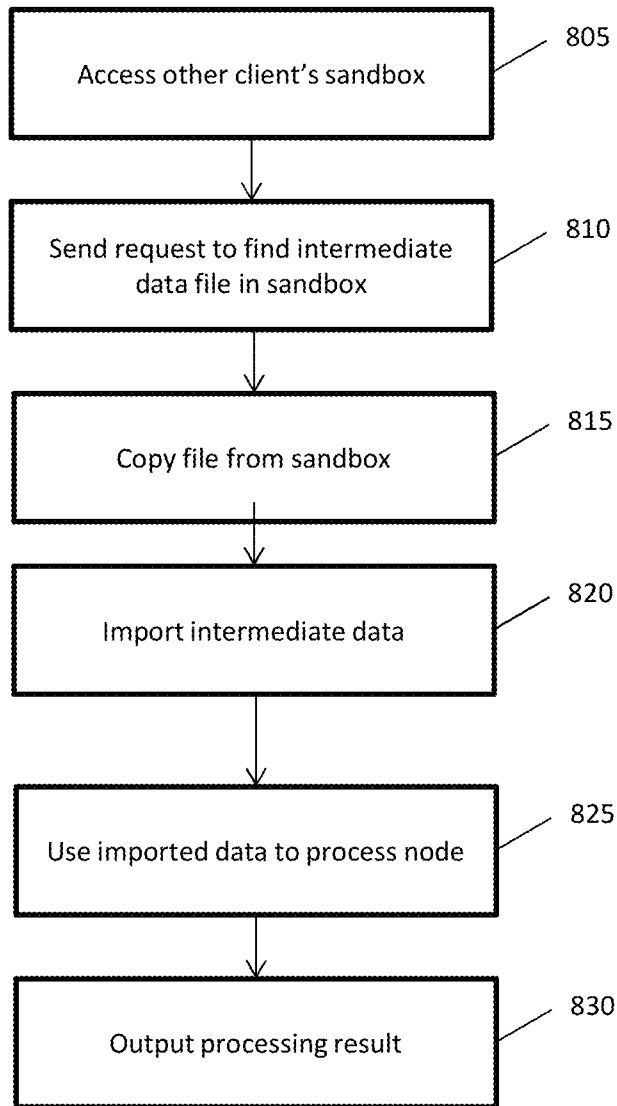 805
Access other client's sandbox
810
Send request to find intermediate
data file in sandbox
815
Copy file from sandbox
820
Import intermediate data
825
Use imported data to process node
830
Output processing result